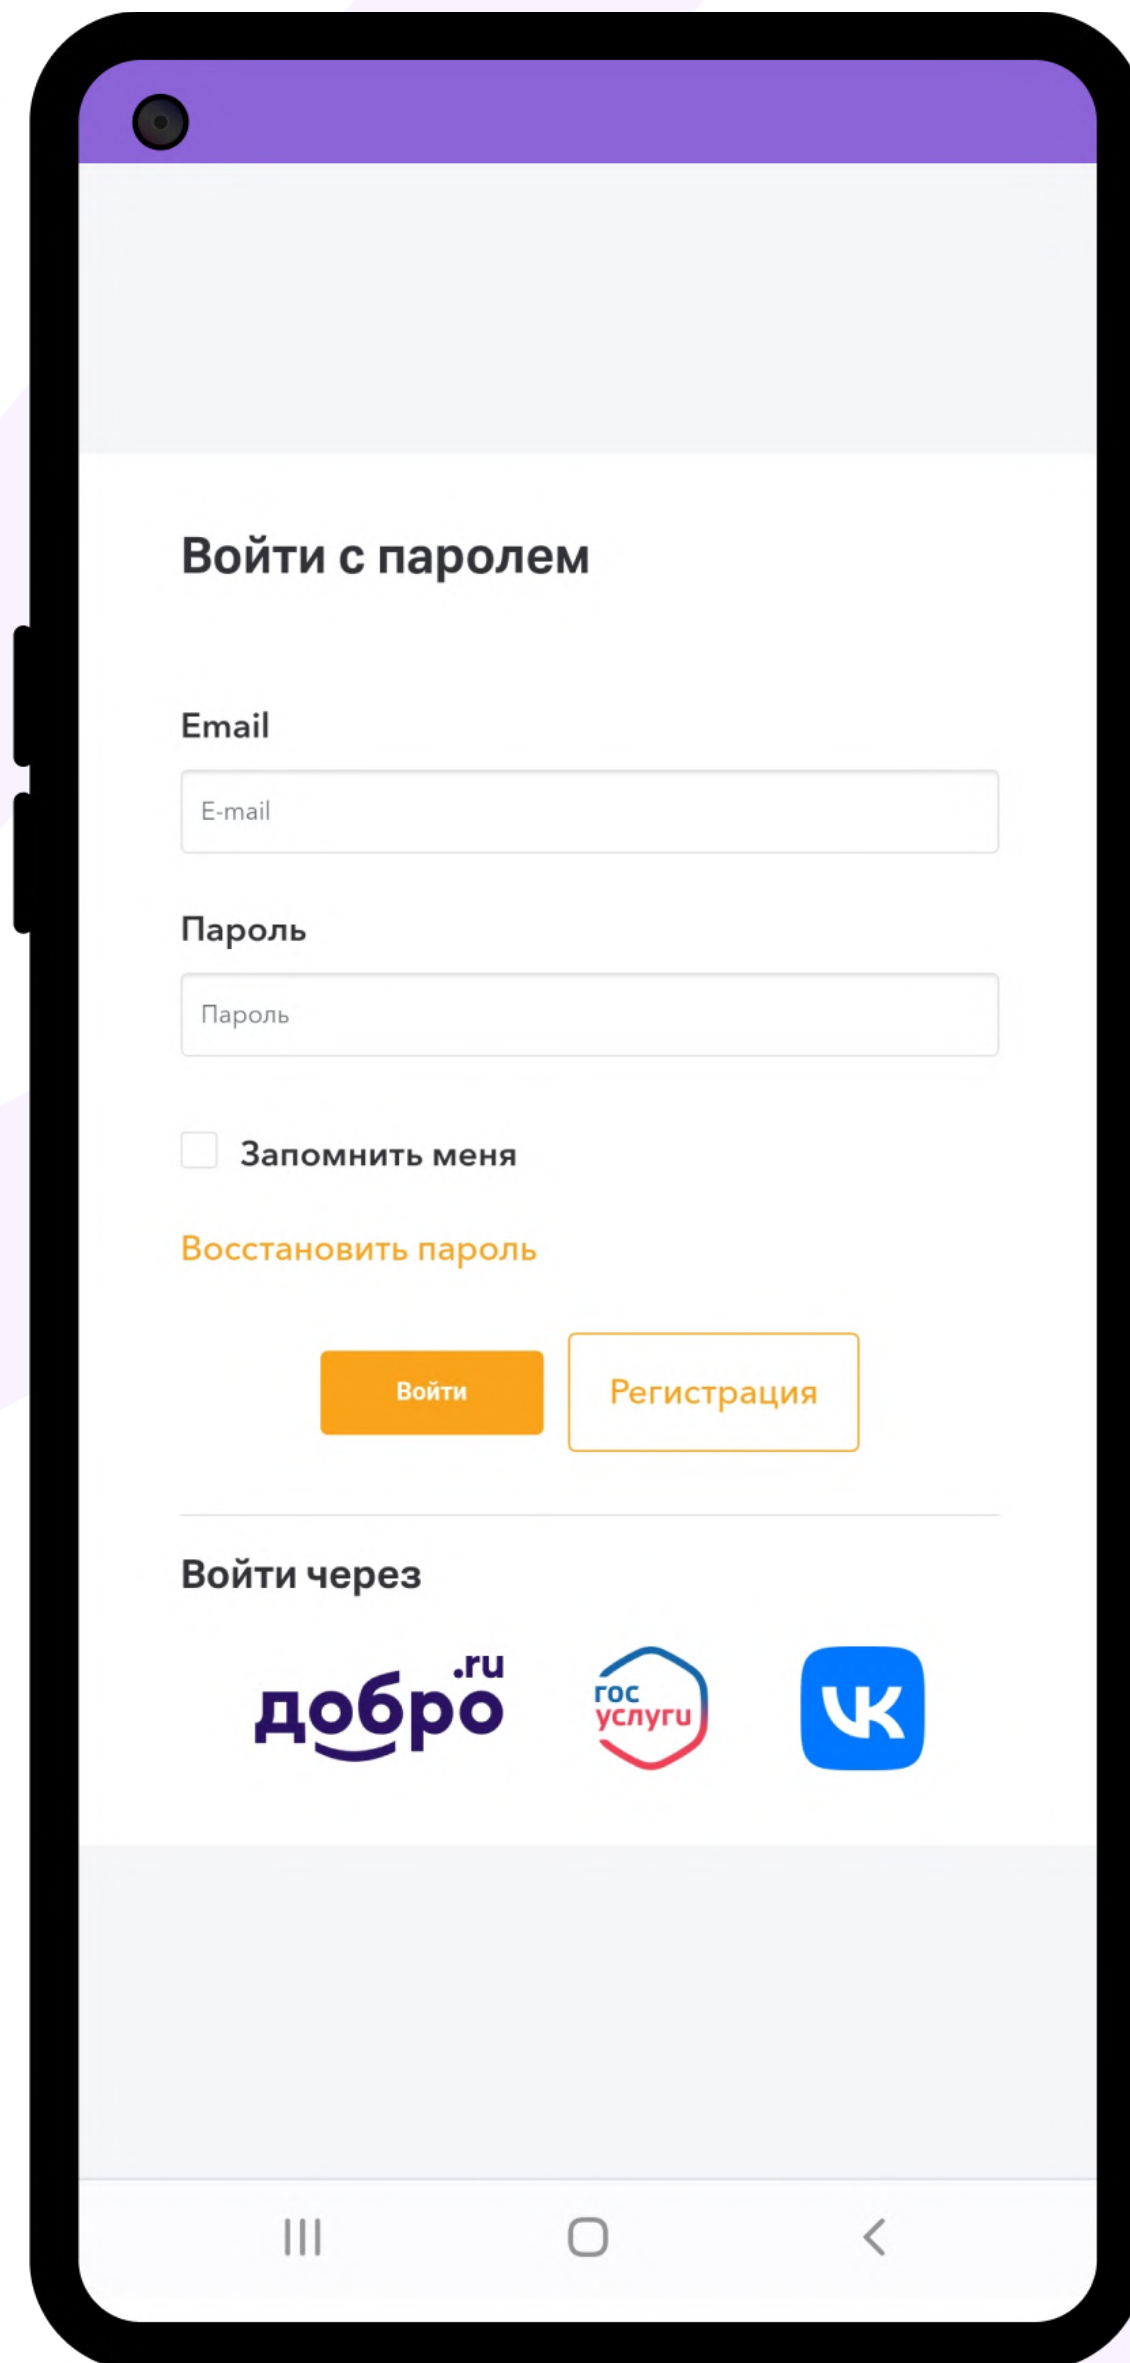 Войти с паролем
Email
E-mail
Пароль
Пароль
Запомнить меня
Восстановить пароль
Войти
Регистрация
Войти через
добро.ru
гос
услуги
VK